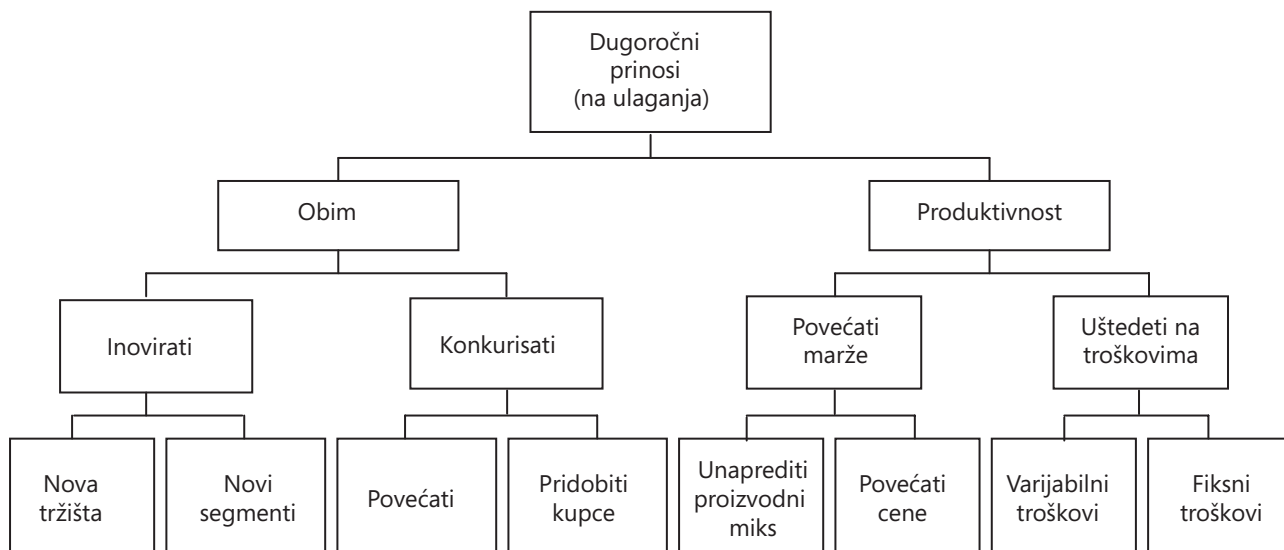 Dugoročni
prinosi
(na ulaganja)
Obim
Produktivnost
Inovirati
Konkurisati
Povećati
marže
Uštedeti na
troškovima
Nova
tržišta
Novi
segmenti
Povećati
Pridobiti
kupce
Unaprediti
proizvodni
miks
Povećati
cene
Varijabilni
troškovi
Fiksni
troškovi